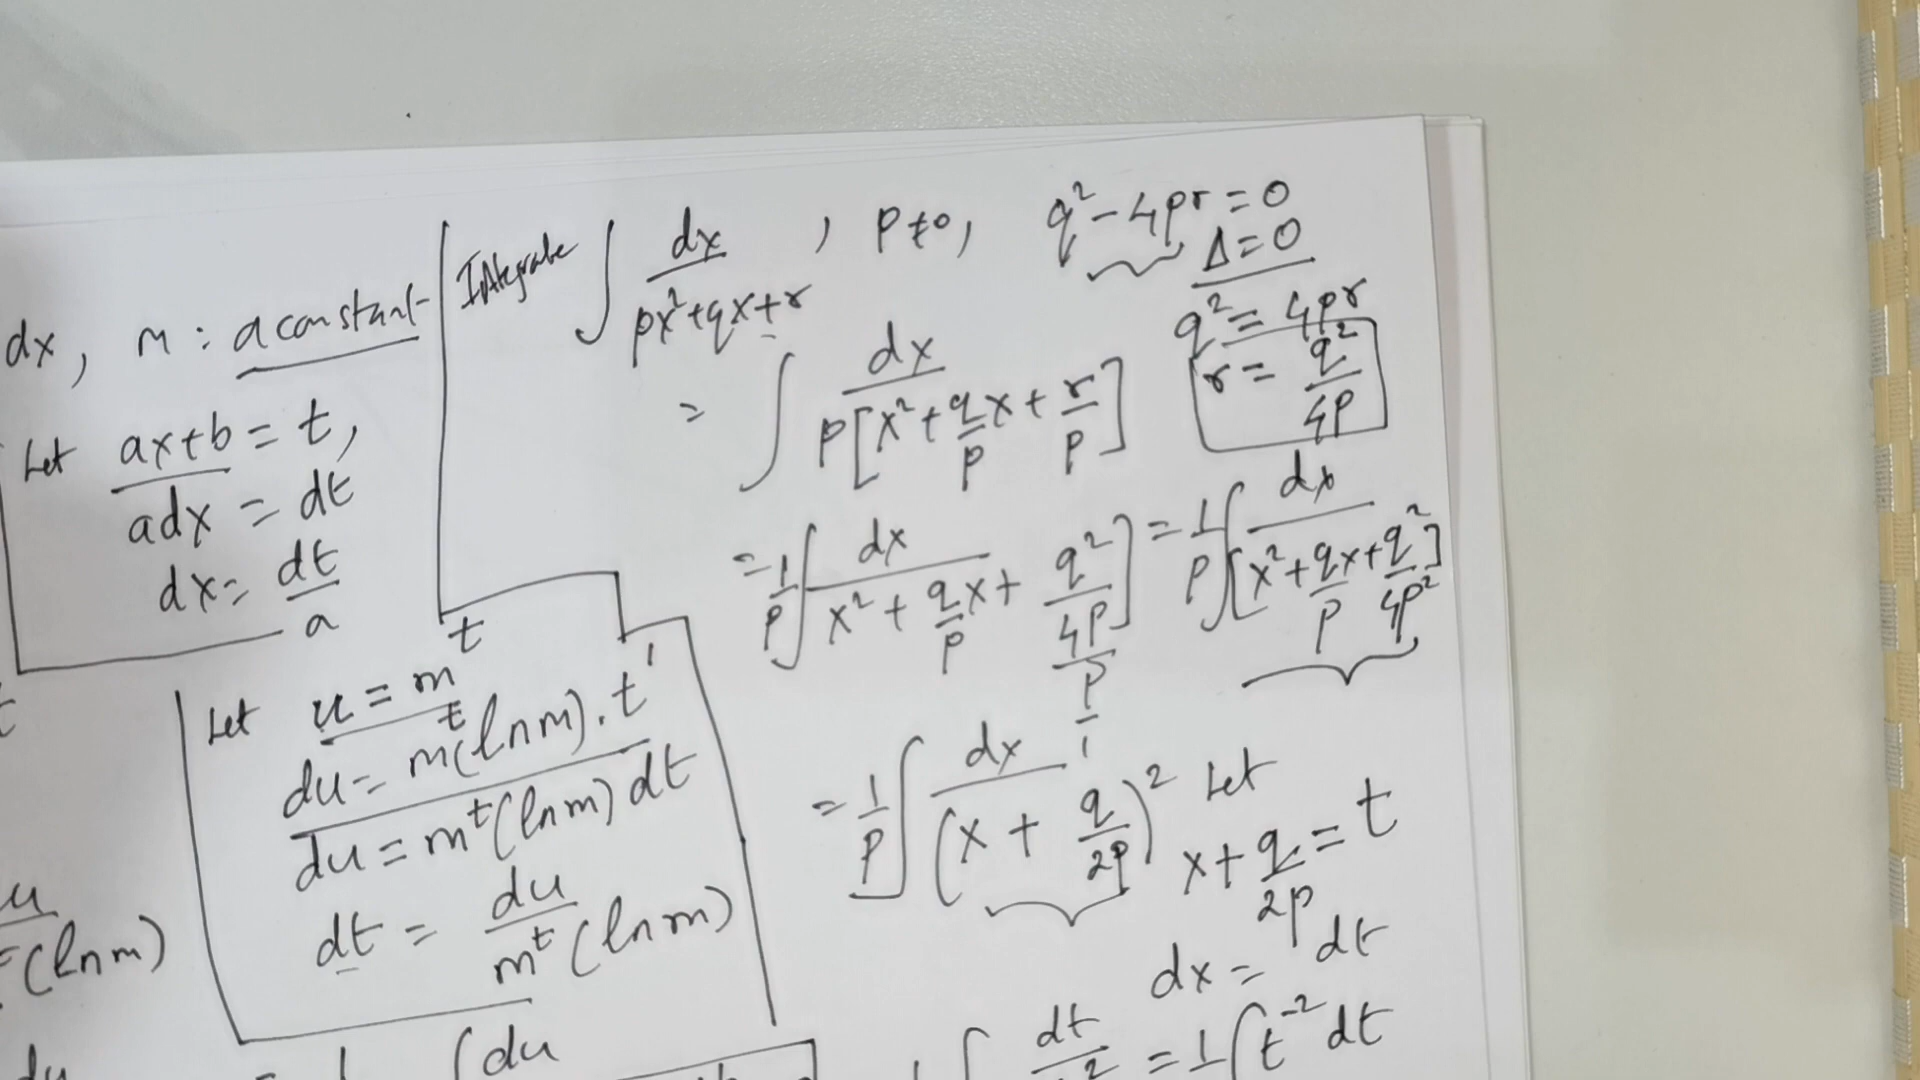 dx, m : a constant
Let ax+b = t,
adx = dt
dx = dt/a
Let u = m^t
du = m^t(ln m). t'
du = m^t(ln m) dt
dt = du/(m^t (ln m))
(ln m)
∫du
Integrate ∫ dx/(px²+qx+r) , p≠0, q²-4pr = 0
Δ = 0
q² = 4pr
r = q²/4p
= ∫ dx/(p[x²+(q/p)x+r/p])
= 1/p ∫ dx/(x²+(q/p)x+(q²/4p)/(p/1)] = 1/p ∫ dx/[x²+(q/p)x+q²/4p²]
= 1/p ∫ dx/(x + q/2p)² Let
x + q/2p = t
dx = dt
∫ dt/ ² = 1 ∫ t^-2 dt